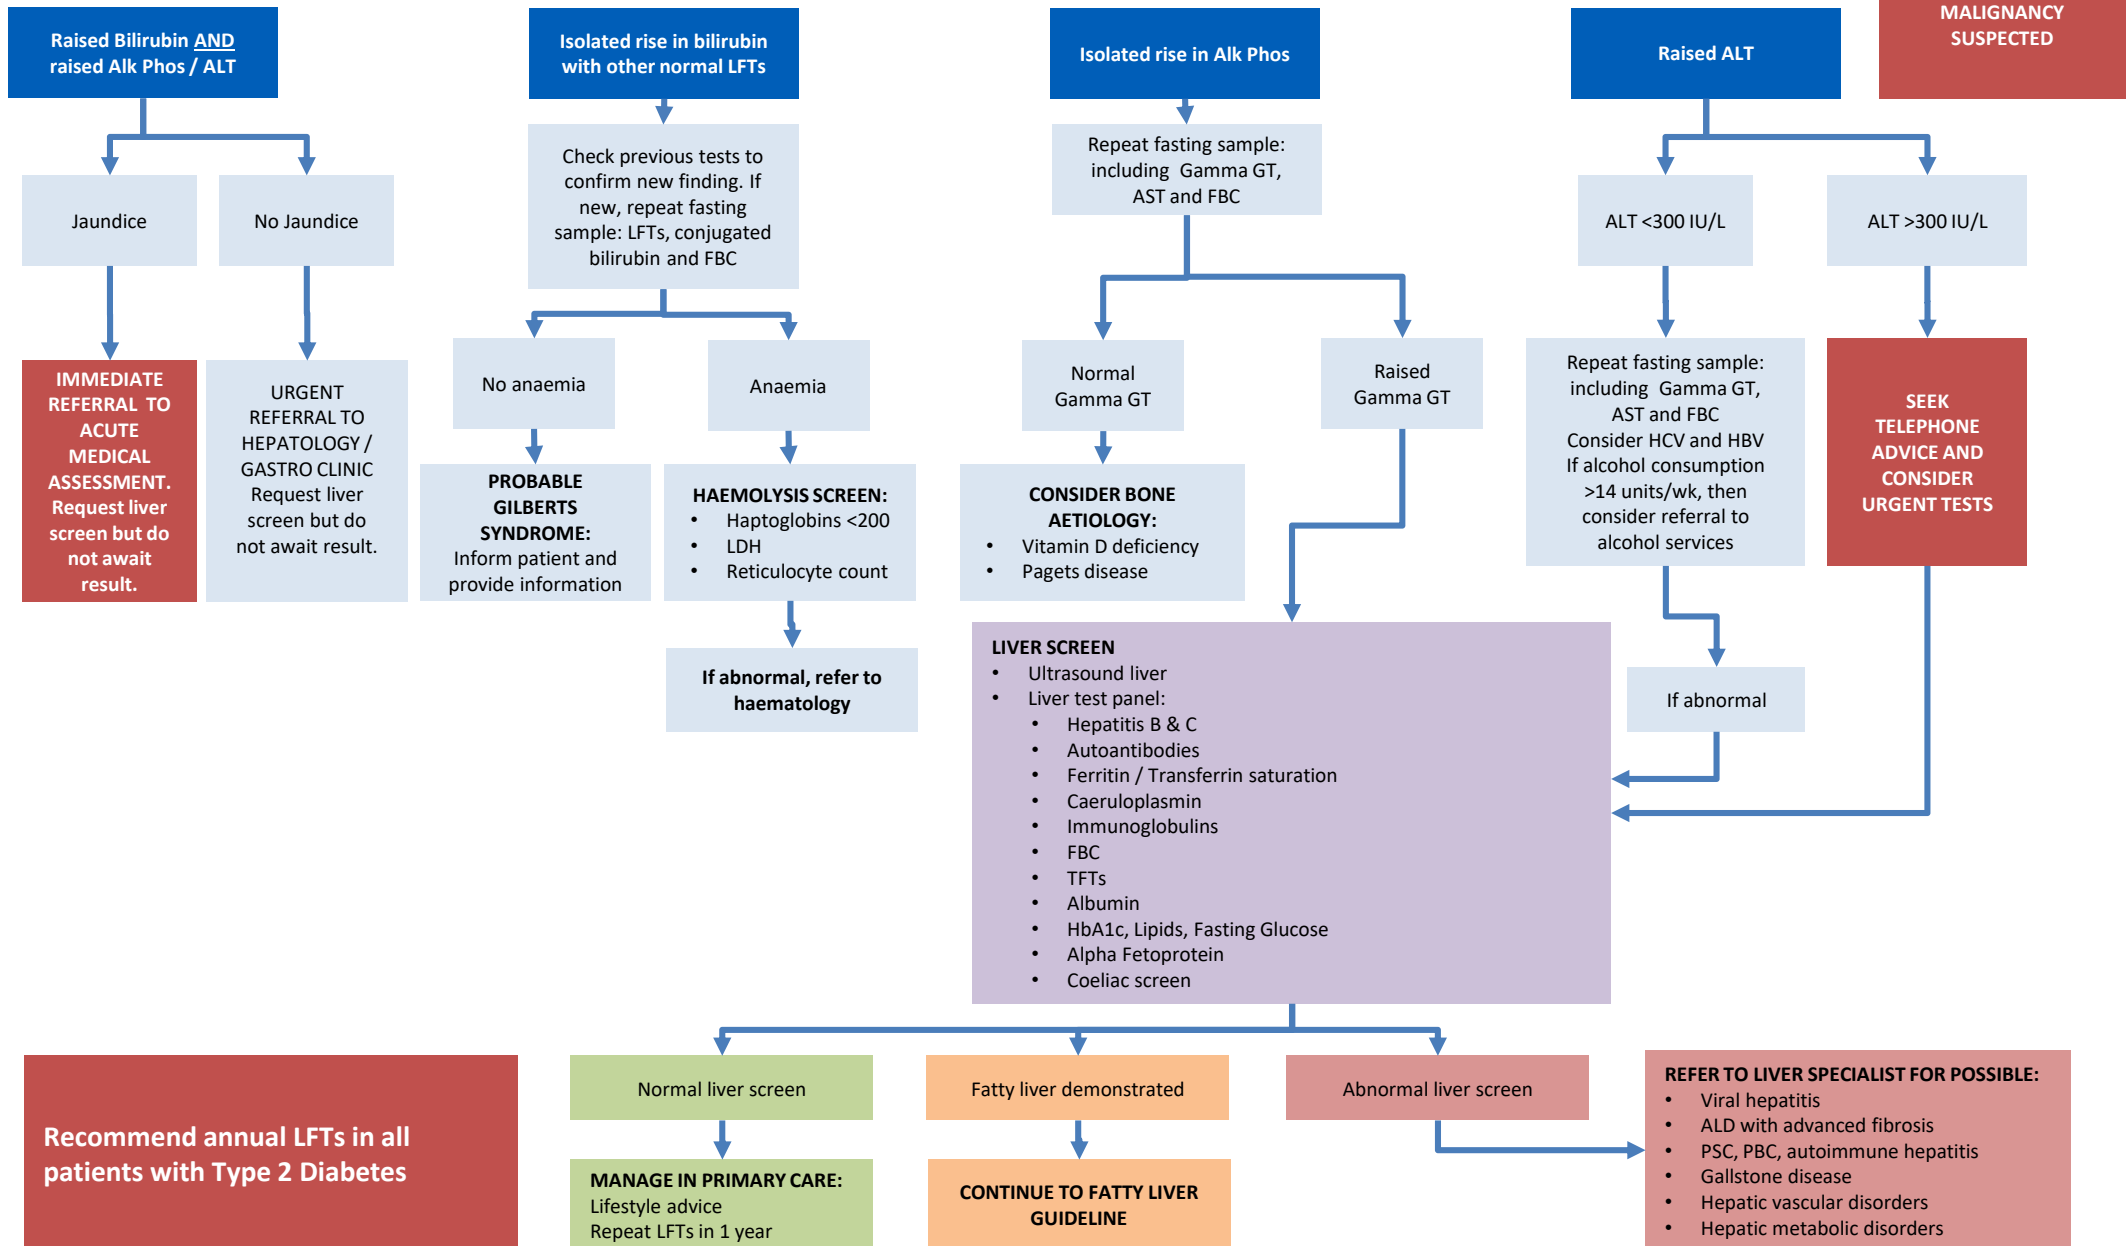 Raised Bilirubin AND
raised Alk Phos / ALT
Isolated rise in bilirubin
with other normal LFTs
Isolated rise in Alk Phos
Raised ALT
MALIGNANCY
SUSPECTED
Jaundice
No Jaundice
Check previous tests to
confirm new finding. If
new, repeat fasting
sample: LFTs, conjugated
bilirubin and FBC
Repeat fasting sample:
including Gamma GT,
AST and FBC
ALT <300 IU/L
ALT >300 IU/L
IMMEDIATE
REFERRAL TO
ACUTE
MEDICAL
ASSESSMENT.
Request liver
screen but do
not await
result.
URGENT
REFERRAL TO
HEPATOLOGY /
GASTRO CLINIC
Request liver
screen but do
not await result.
No anaemia
Anaemia
Normal
Gamma GT
Raised
Gamma GT
Repeat fasting sample:
including Gamma GT,
AST and FBC
Consider HCV and HBV
If alcohol consumption
>14 units/wk, then
consider referral to
alcohol services
SEEK
TELEPHONE
ADVICE AND
CONSIDER
URGENT TESTS
PROBABLE
GILBERTS
SYNDROME:
Inform patient and
provide information
HAEMOLYSIS SCREEN:
• Haptoglobins <200
• LDH
• Reticulocyte count
CONSIDER BONE
AETIOLOGY:
• Vitamin D deficiency
• Pagets disease
If abnormal, refer to
haematology
LIVER SCREEN
• Ultrasound liver
• Liver test panel:
• Hepatitis B & C
• Autoantibodies
• Ferritin / Transferrin saturation
• Caeruloplasmin
• Immunoglobulins
• FBC
• TFTs
• Albumin
• HbA1c, Lipids, Fasting Glucose
• Alpha Fetoprotein
• Coeliac screen
If abnormal
Recommend annual LFTs in all
patients with Type 2 Diabetes
Normal liver screen
Fatty liver demonstrated
Abnormal liver screen
MANAGE IN PRIMARY CARE:
Lifestyle advice
Repeat LFTs in 1 year
CONTINUE TO FATTY LIVER
GUIDELINE
REFER TO LIVER SPECIALIST FOR POSSIBLE:
• Viral hepatitis
• ALD with advanced fibrosis
• PSC, PBC, autoimmune hepatitis
• Gallstone disease
• Hepatic vascular disorders
• Hepatic metabolic disorders